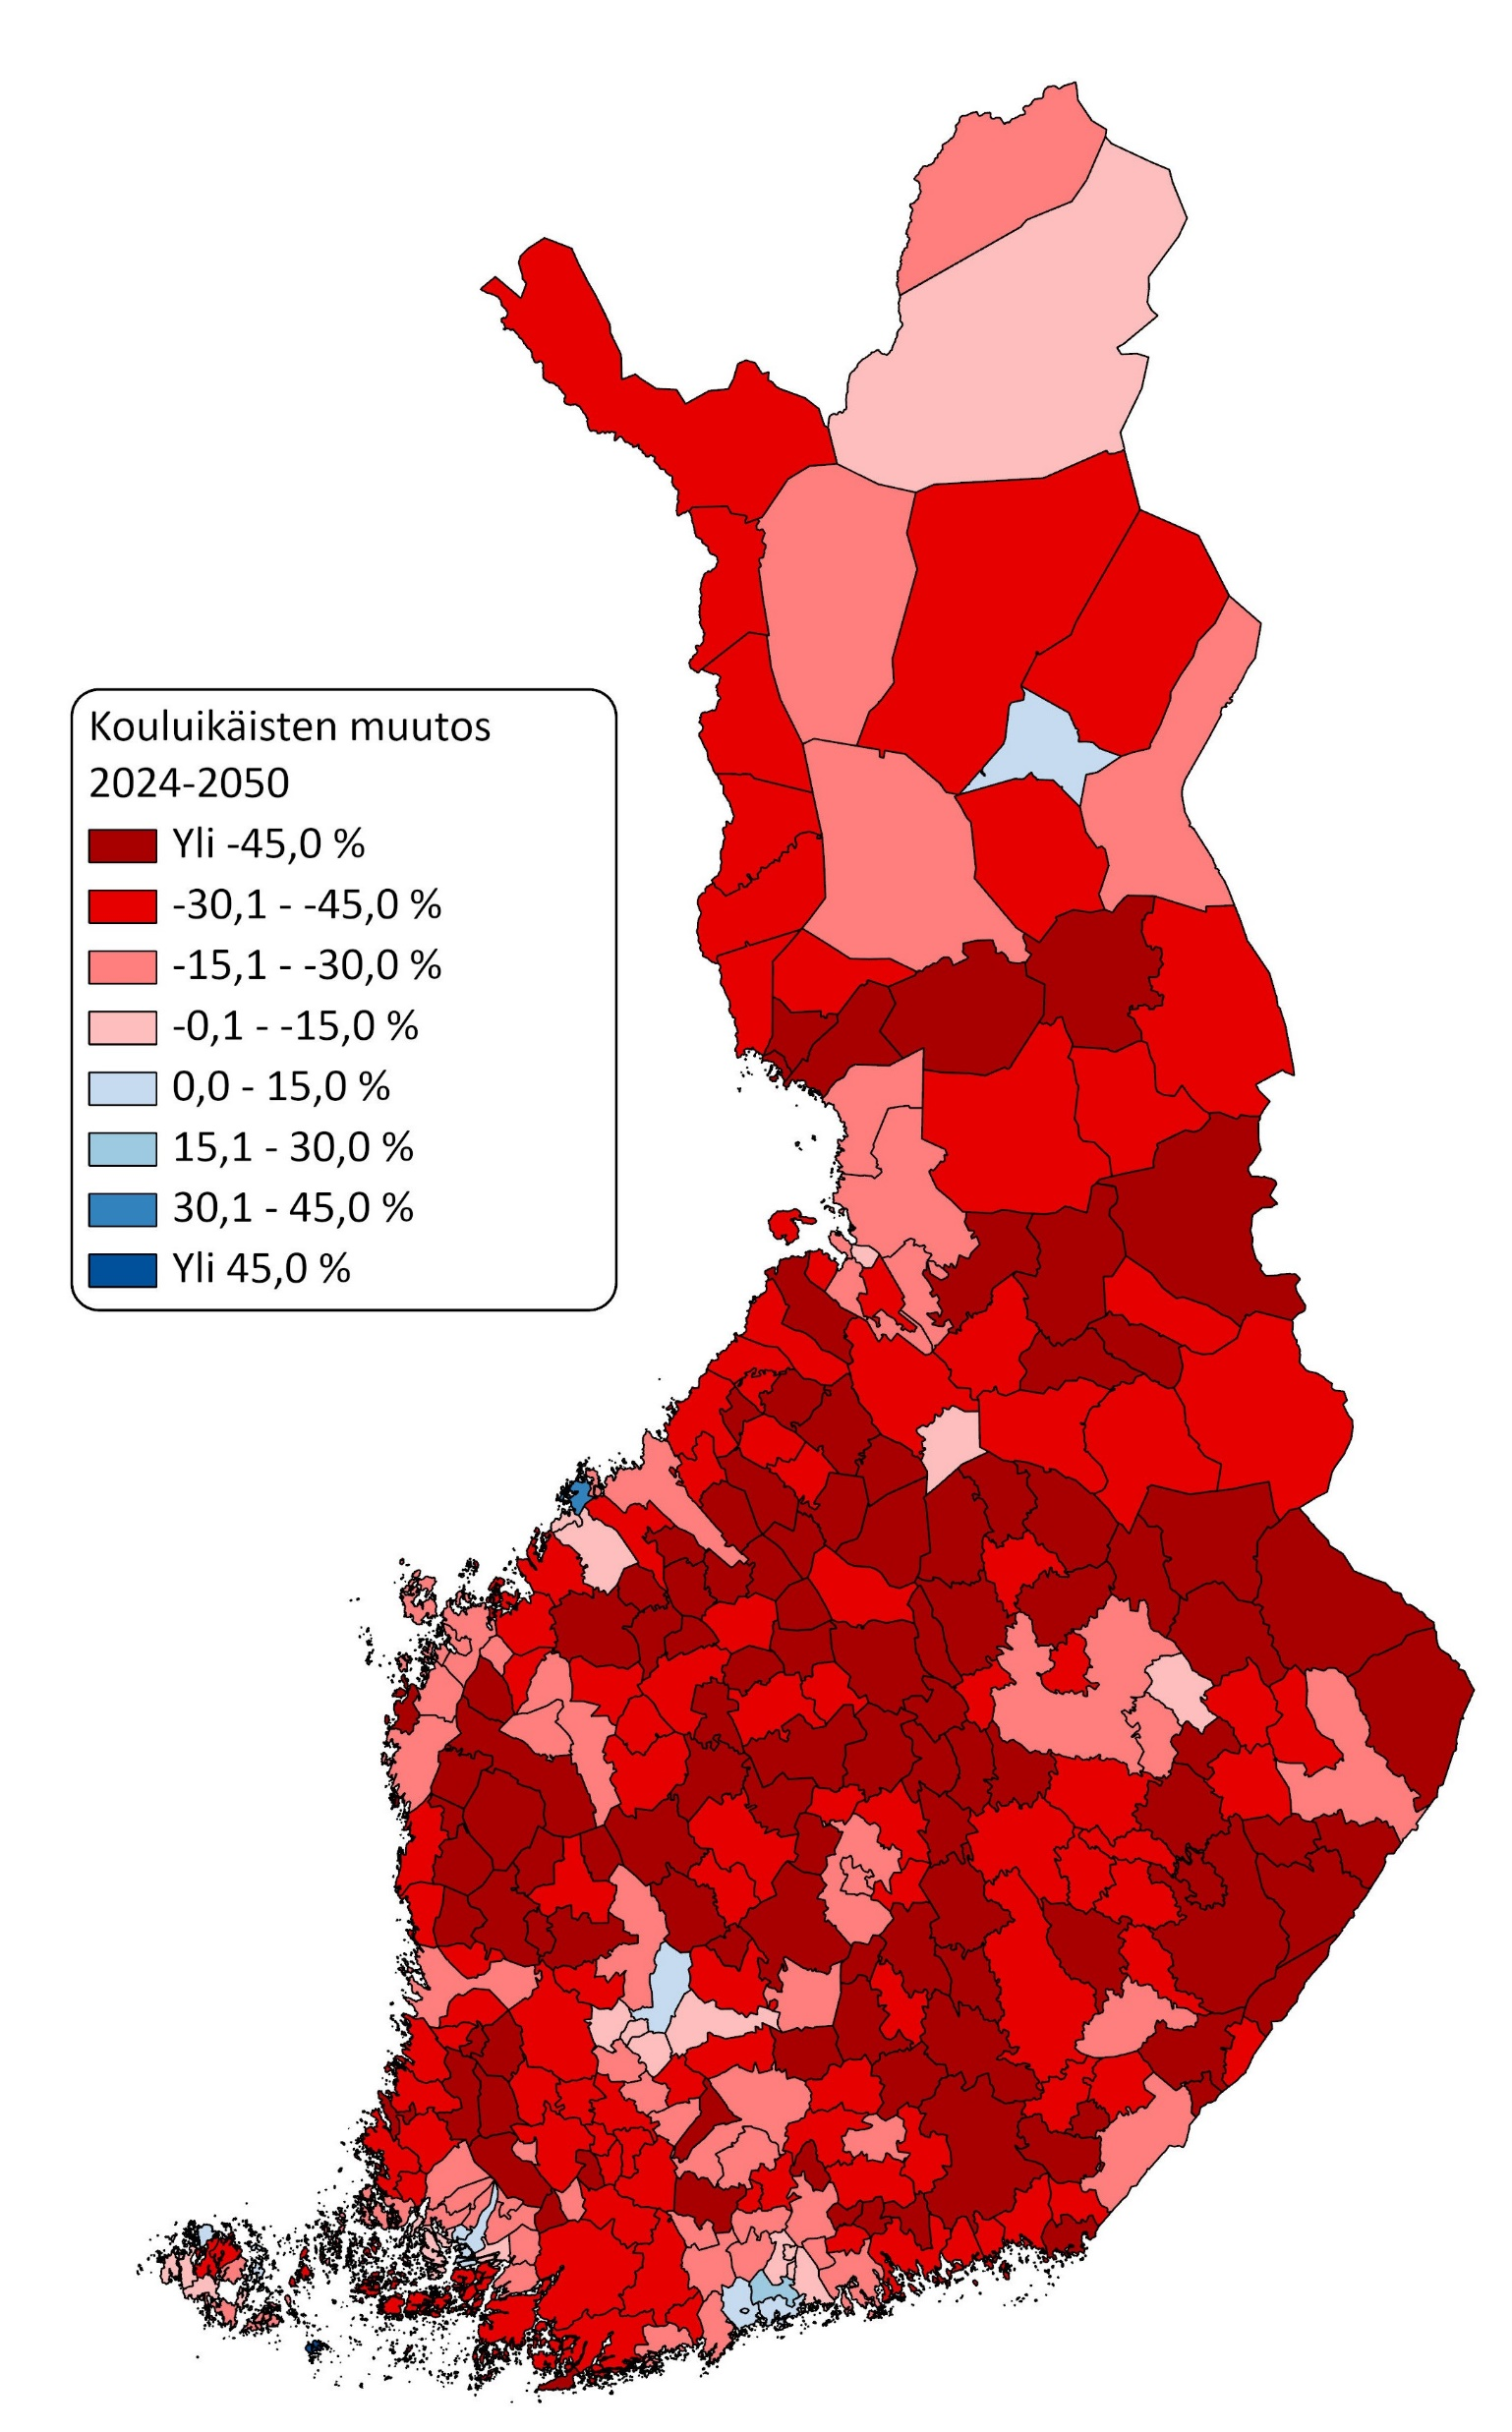 Kouluikäisten muutos
2024-2050
Yli -45,0 %
-30,1 - -45,0 %
-15,1 - -30,0 %
-0,1 - -15,0 %
0,0 - 15,0 %
15,1 - 30,0 %
30,1 - 45,0 %
Yli 45,0 %